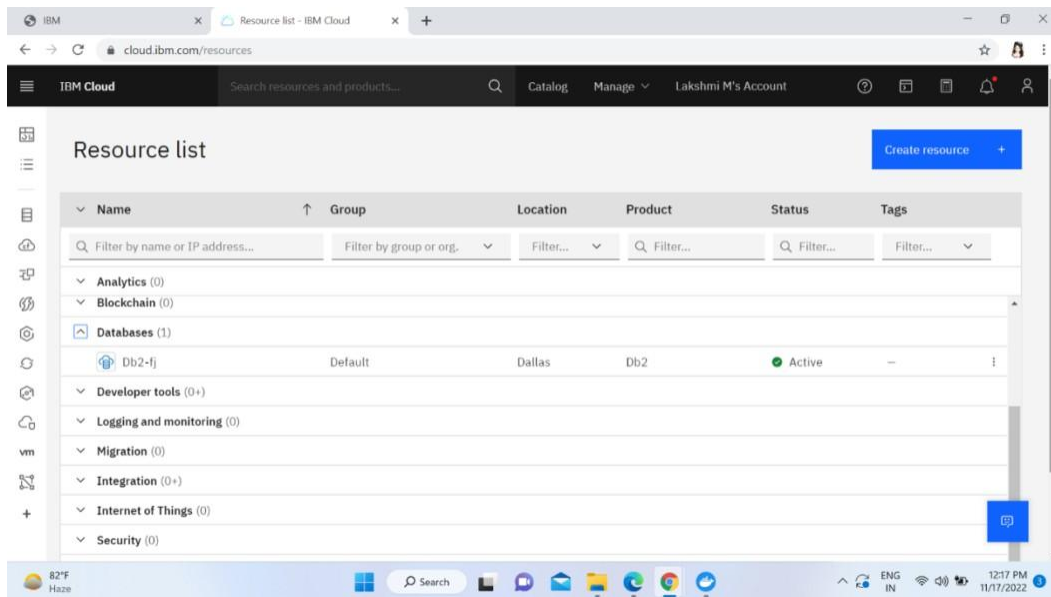 IBM
Resource list - IBM Cloud
cloud.ibm.com/resources
IBM Cloud
Search resources and products...
Catalog
Manage
Lakshmi M's Account
Resource list
Create resource +
Name Group Location Product Status Tags
Filter by name or IP address... Filter by group or org. Filter... Filter... Filter... Filter...
Analytics (0)
Blockchain (0)
Databases (1)
Db2-fj Default Dallas Db2 Active –
Developer tools (0+)
Logging and monitoring (0)
Migration (0)
vm
Integration (0+)
Internet of Things (0)
Security (0)
82°F
Haze
Search
ENG
IN
12:17 PM
11/17/2022
3